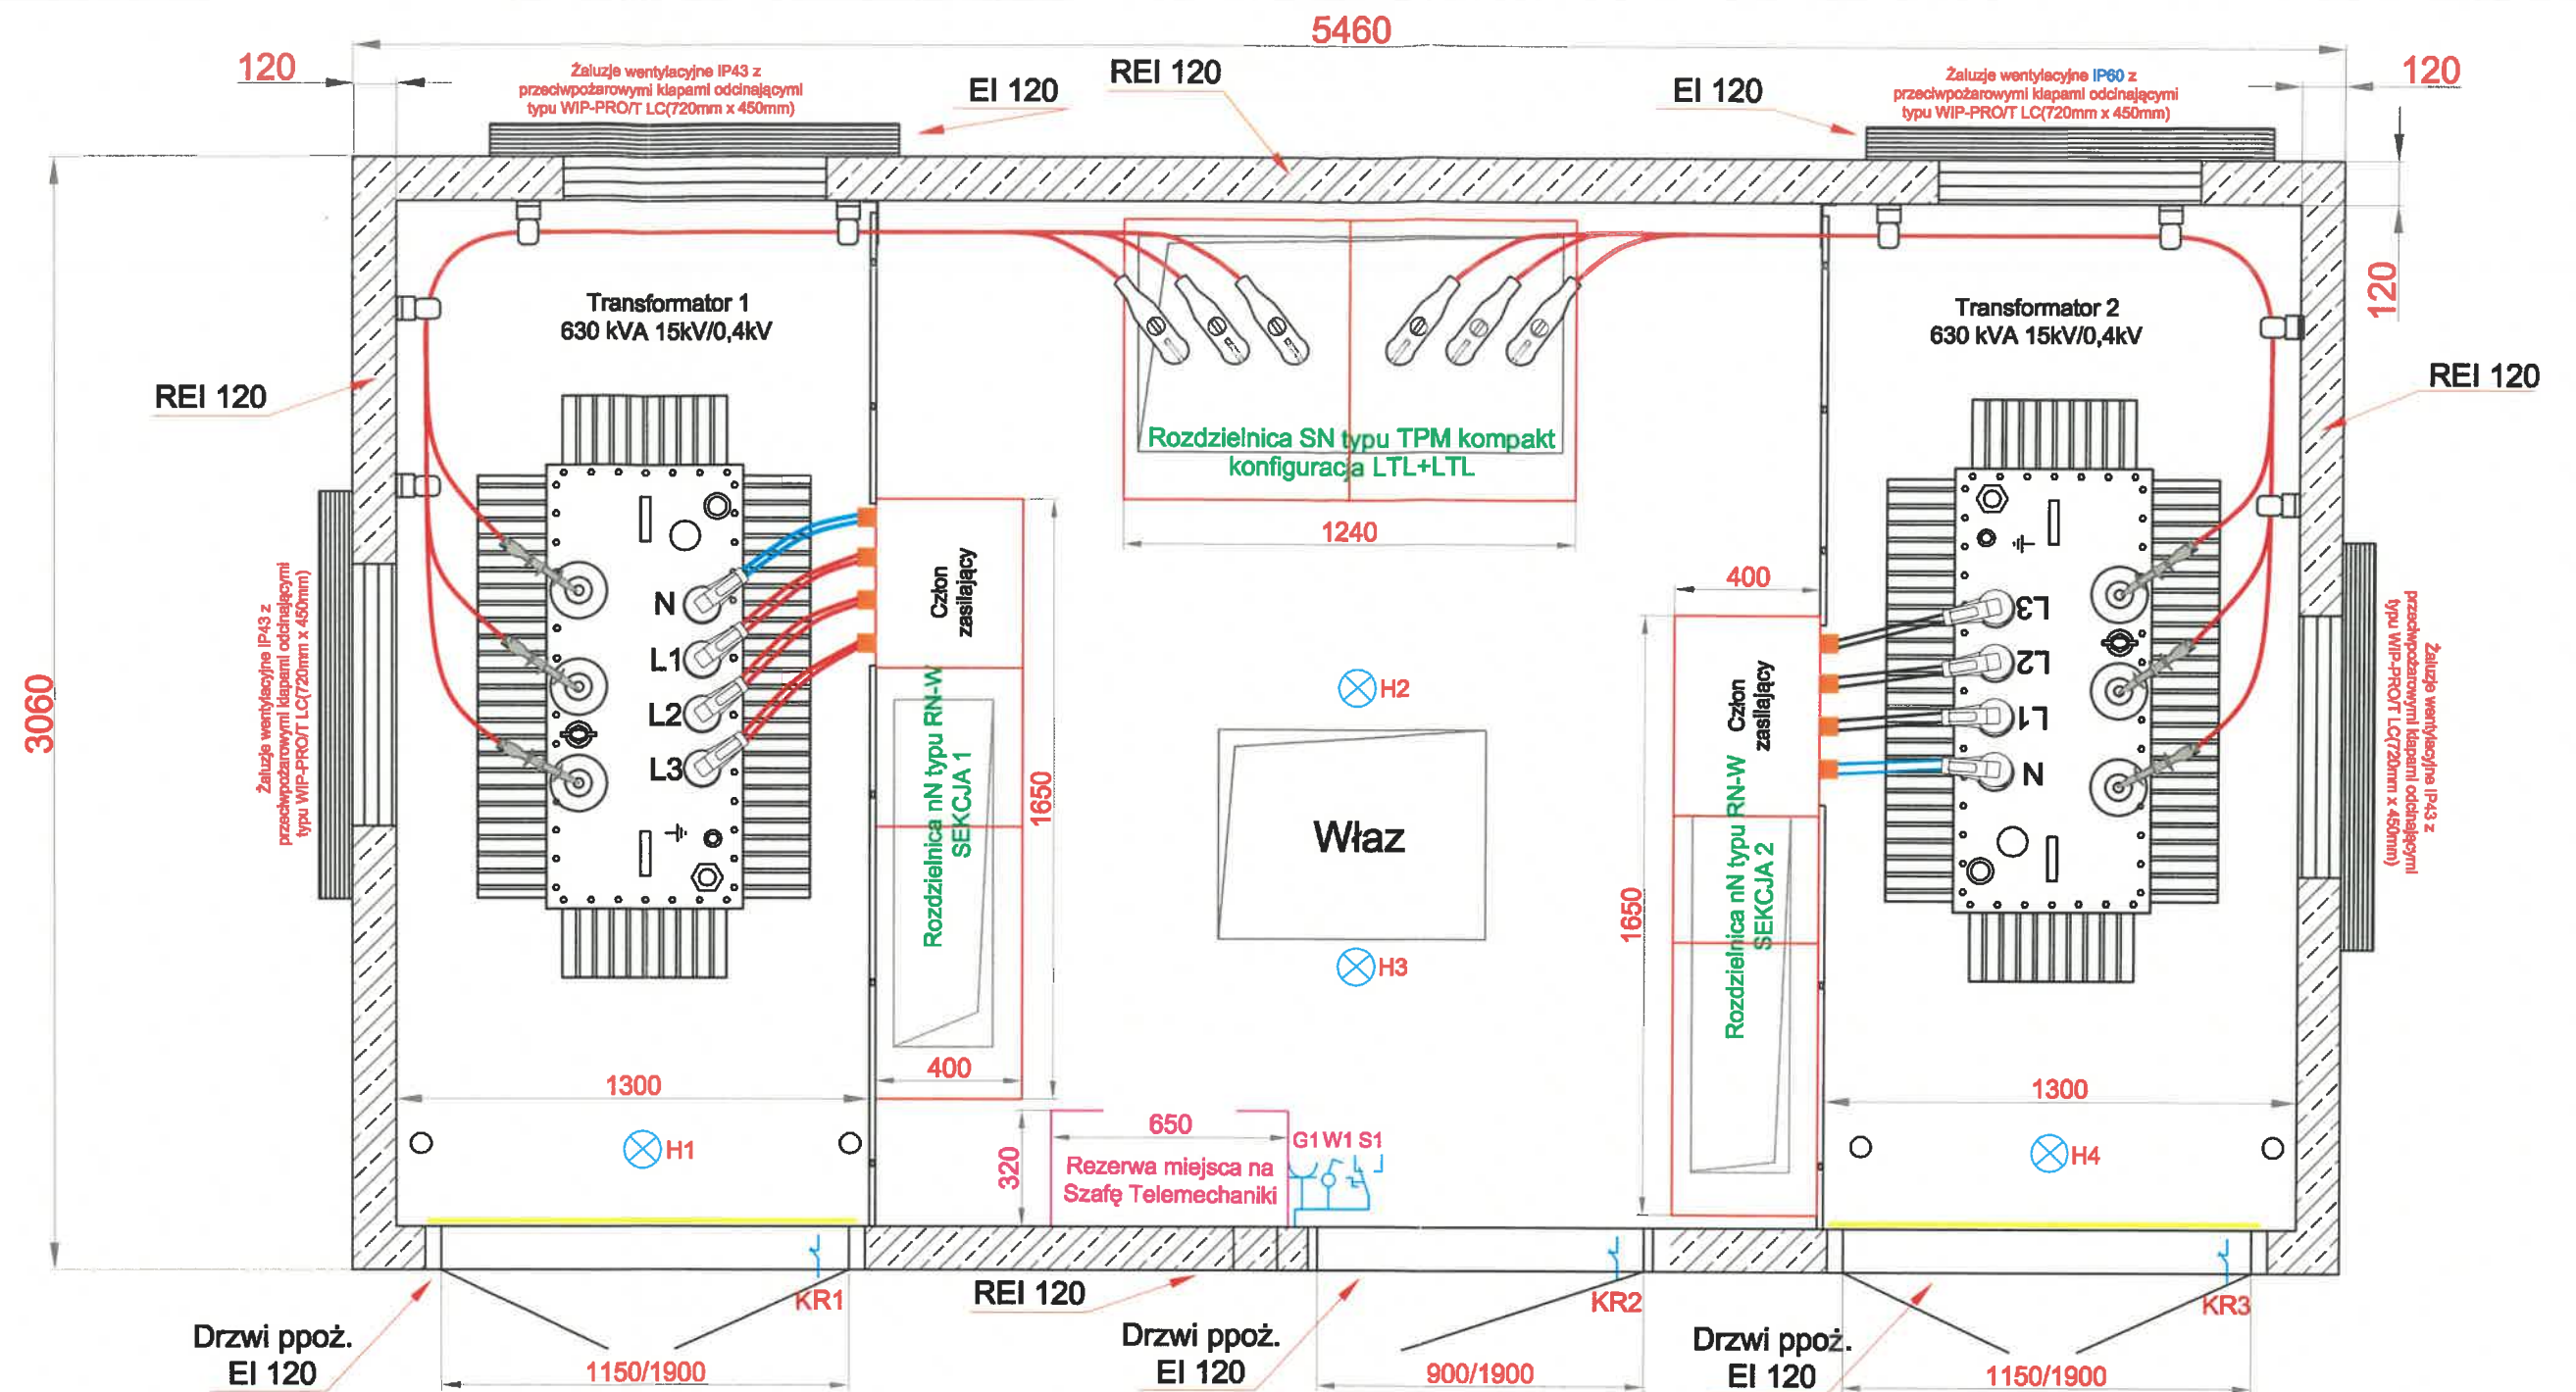 5460
120
Żaluzje wentylacyjne IP43 z
przeciwpożarowymi klapami odcinającymi
typu WIP-PRO/T LC(720mm x 450mm)
EI 120
REI 120
EI 120
Żaluzje wentylacyjne IP60 z
przeciwpożarowymi klapami odcinającymi
typu WIP-PRO/T LC(720mm x 450mm)
120
120
Transformator 1
630 kVA 15kV/0,4kV
Transformator 2
630 kVA 15kV/0,4kV
REI 120
REI 120
Rozdzielnica SN typu TPM kompakt
konfiguracja LTL+LTL
1240
3060
Żaluzje wentylacyjne IP43 z
przeciwpożarowymi klapami odcinającymi
typu WIP-PRO/T LC(720mm x 450mm)
N
L1
L2
L3
Człon
zasilający
Rozdzielnica nN typu RN-W
SEKCJA 1
1650
400
H2
Właz
H3
400
Człon
zasilający
Rozdzielnica nN typu RN-W
SEKCJA 2
1650
L3
L2
L1
N
Żaluzje wentylacyjne IP43 z
przeciwpożarowymi klapami odcinającymi
typu WIP-PRO/T LC(720mm x 450mm)
1300
H1
320
650
Rezerwa miejsca na
Szafę Telemechaniki
G1 W1 S1
1300
H4
KR1
KR2
KR3
Drzwi ppoż.
EI 120
1150/1900
REI 120
Drzwi ppoż.
EI 120
900/1900
Drzwi ppoż.
EI 120
1150/1900